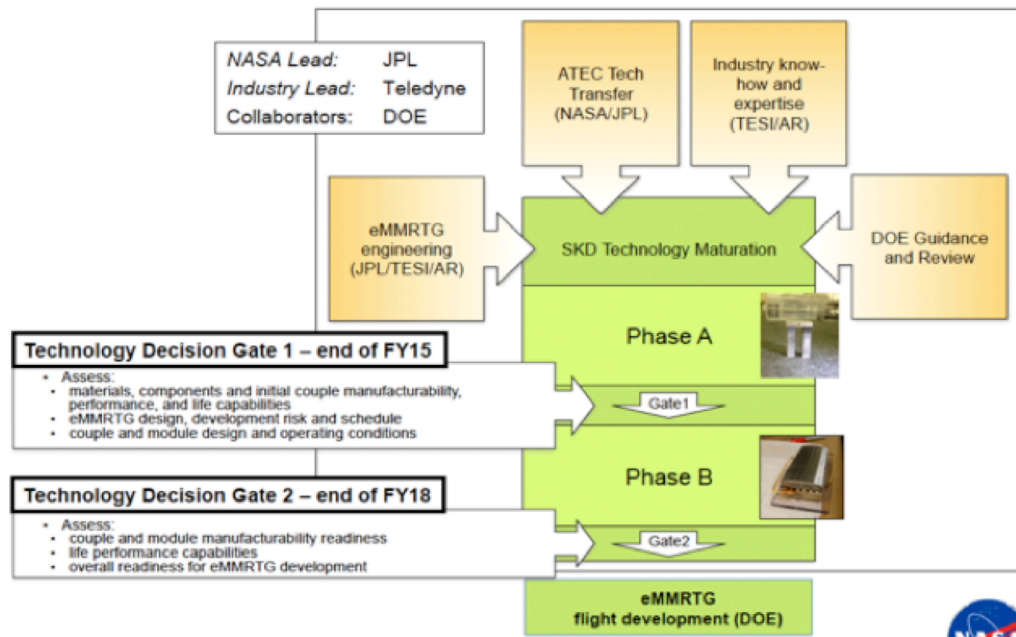 NASA Lead: JPL
Industry Lead: Teledyne
Collaborators: DOE
ATEC Tech
Transfer
(NASA/JPL)
Industry know-
how and
expertise
(TESI/AR)
eMMRTG
engineering
(JPL/TESI/AR)
SKD Technology Maturation
DOE Guidance
and Review
Phase A
Technology Decision Gate 1 – end of FY15
• Assess:
• materials, components and initial couple manufacturability,
performance, and life capabilities
• eMMRTG design, development risk and schedule
• couple and module design and operating conditions
Gate1
Phase B
Technology Decision Gate 2 – end of FY18
• Assess:
• couple and module manufacturability readiness
• life performance capabilities
• overall readiness for eMMRTG development
Gate2
eMMRTG
flight development (DOE)